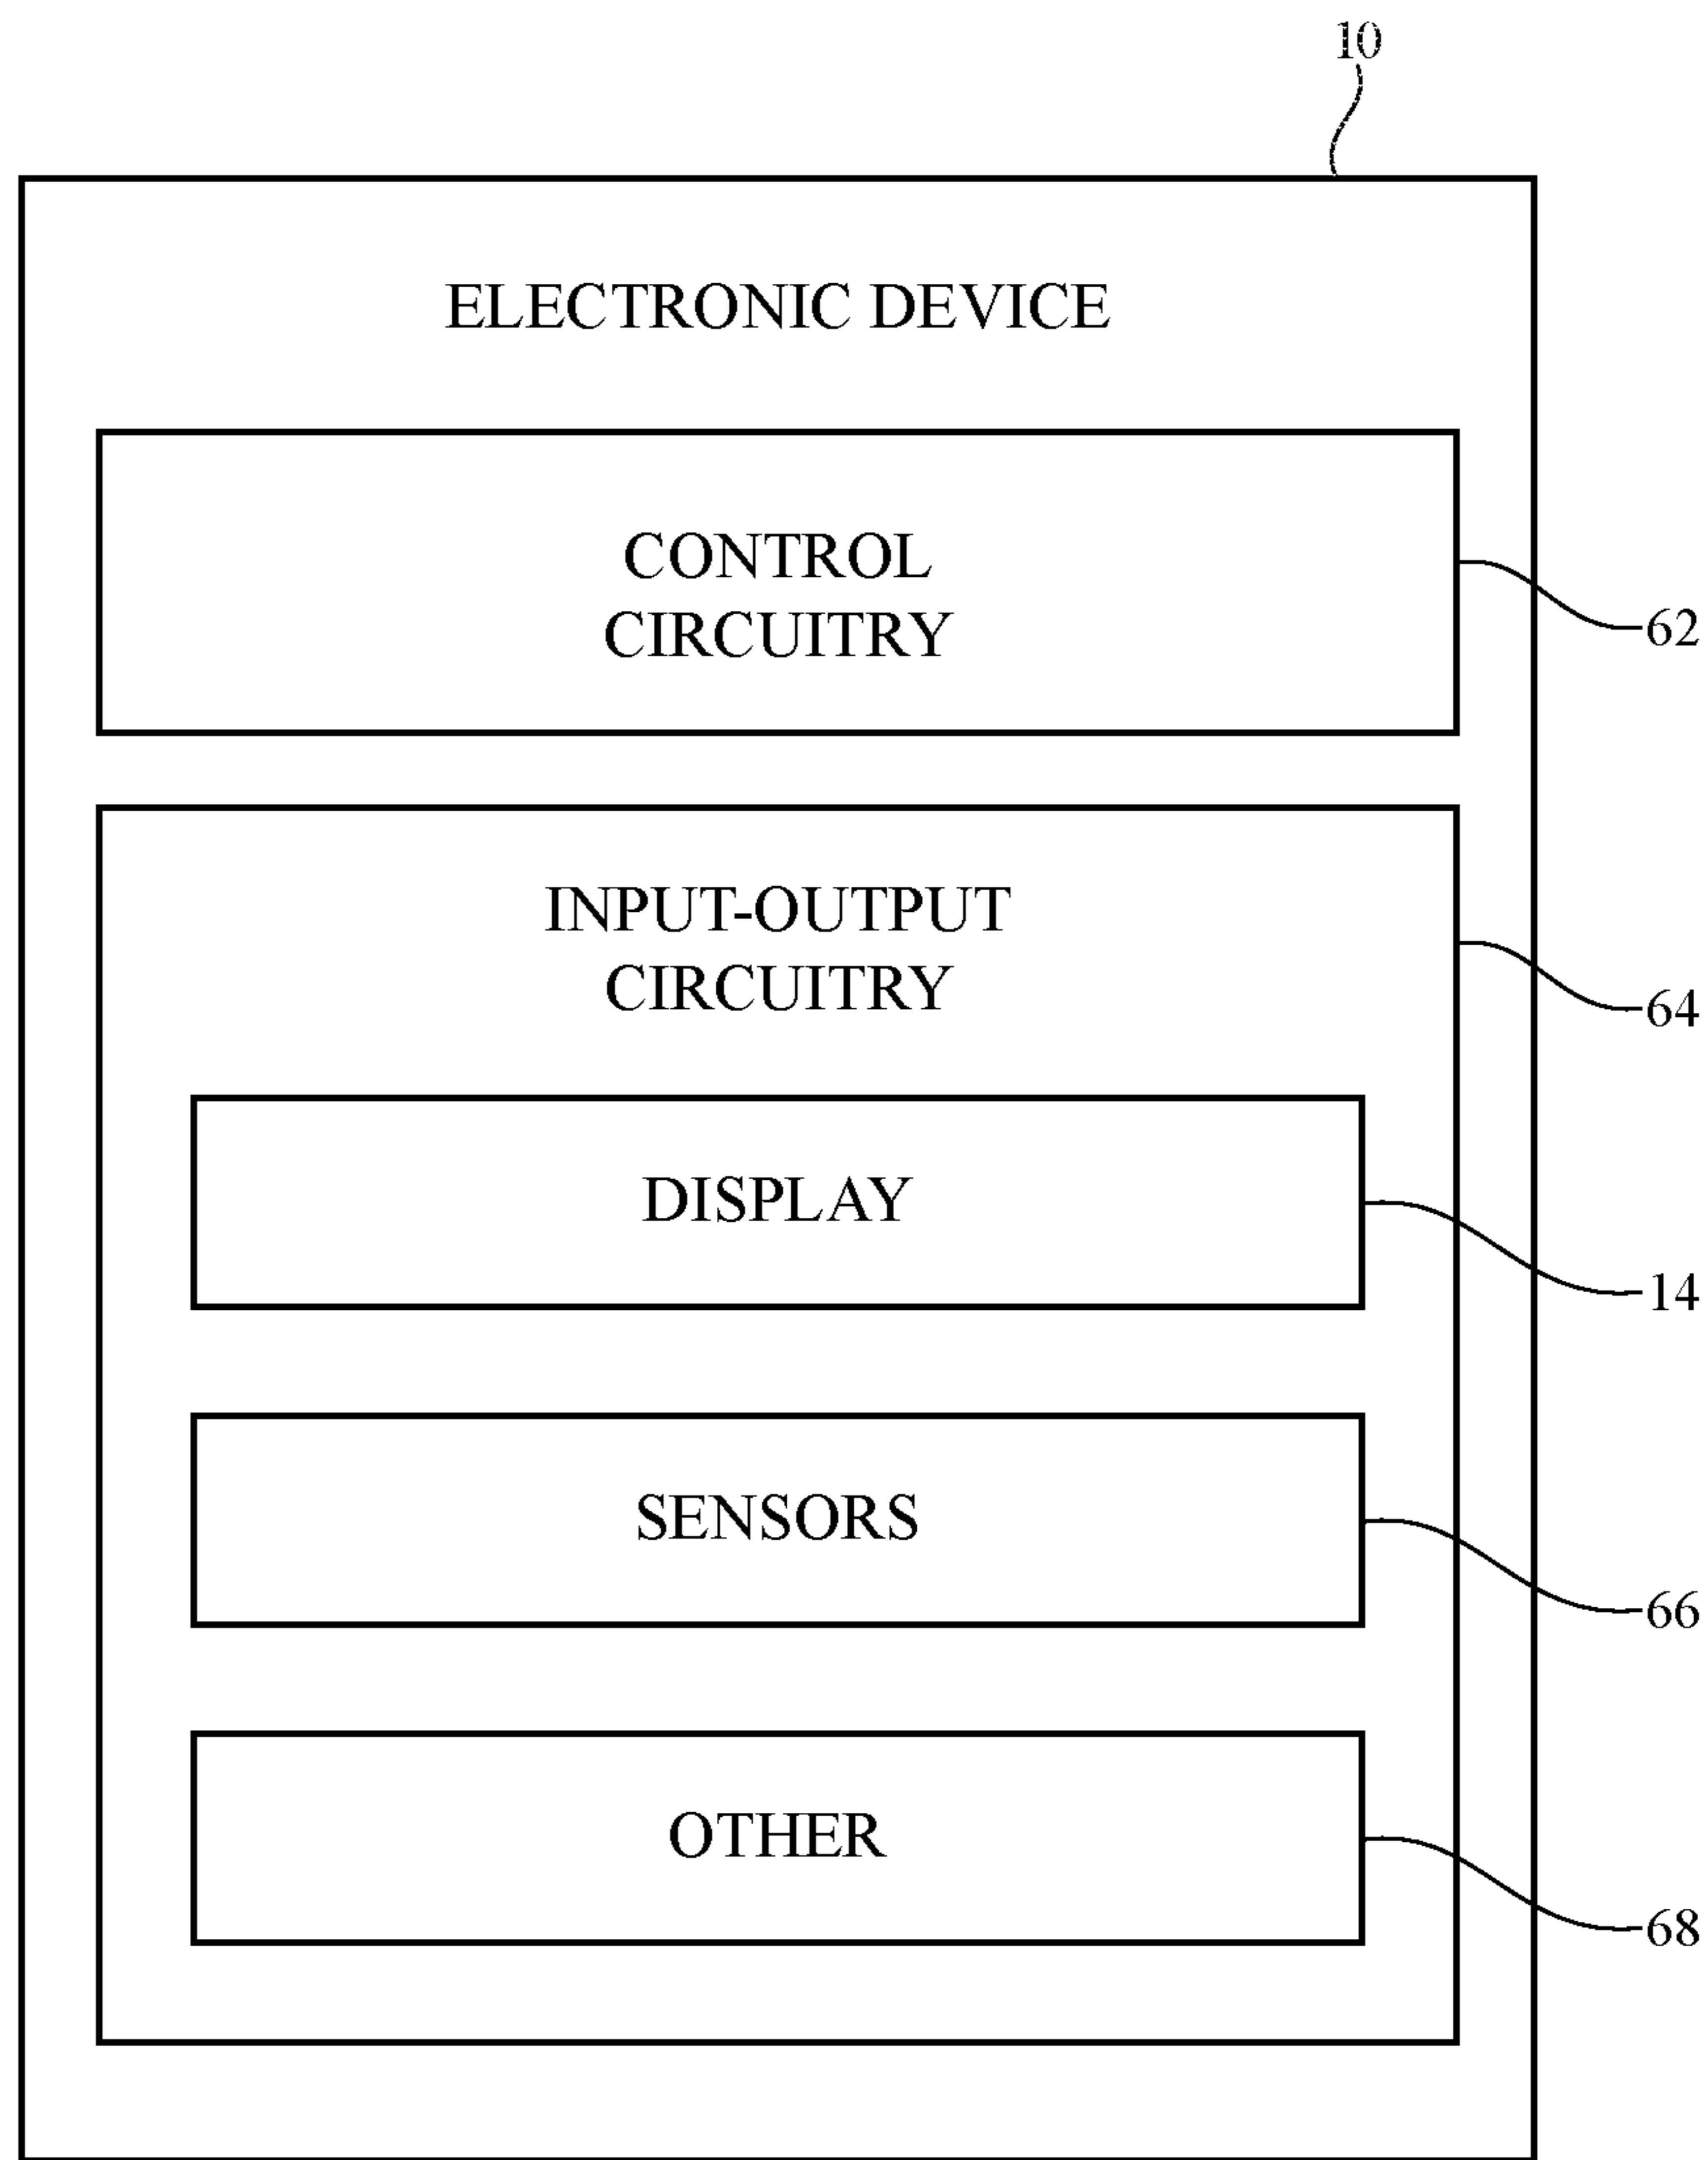 10
ELECTRONIC DEVICE
CONTROL
CIRCUITRY
62
INPUT-OUTPUT
CIRCUITRY
64
DISPLAY
14
SENSORS
66
OTHER
68